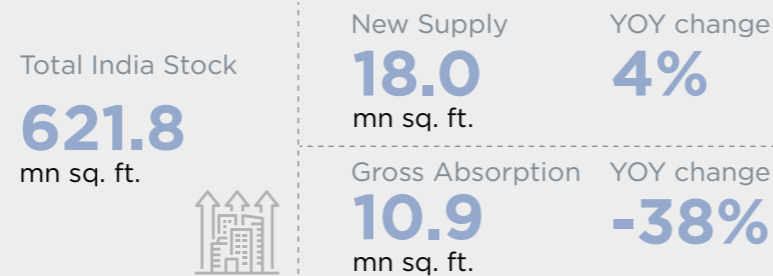 Total India Stock
621.8
mn sq. ft.
New Supply
18.0
mn sq. ft.
YOY change
4%
Gross Absorption
10.9
mn sq. ft.
YOY change
-38%